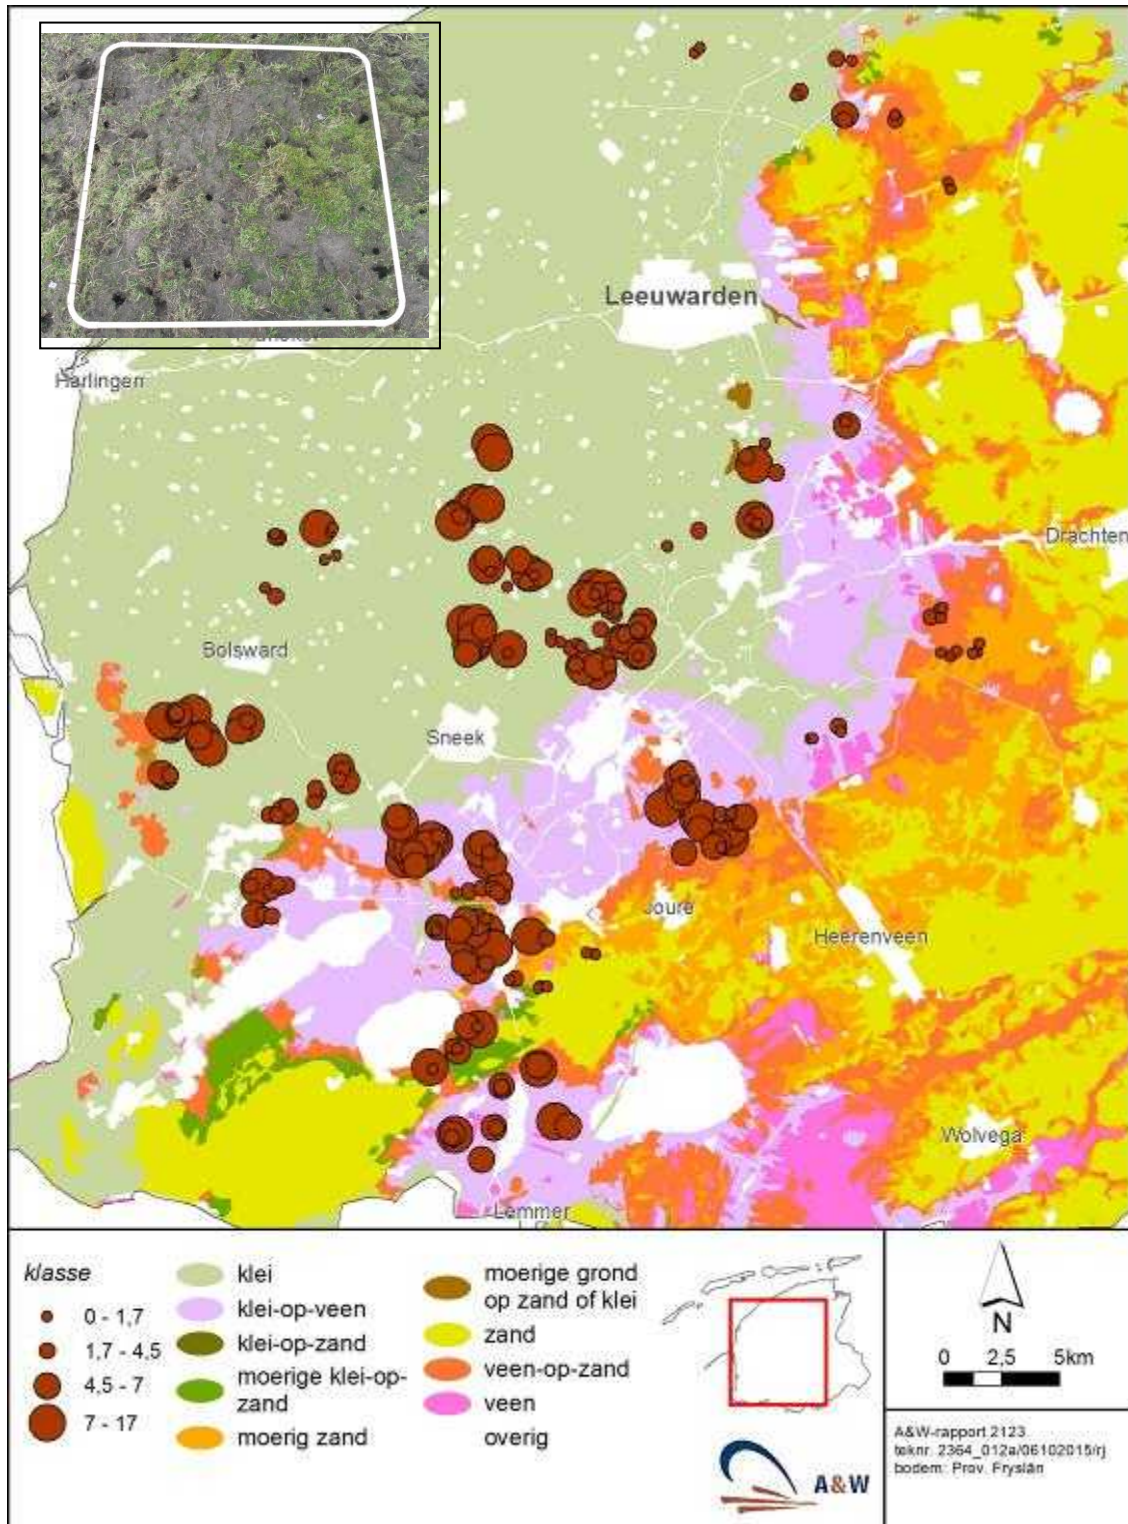 Leeuwarden
Harlingen
Drachten
Bolsward
Sneek
Joure
Heerenveen
Wolvega
Lemmer
klasse
0 - 1,7
1,7 - 4,5
4,5 - 7
7 - 17
klei
klei-op-veen
klei-op-zand
moerige klei-op-
zand
moerig zand
moerige grond
op zand of klei
zand
veen-op-zand
veen
overig
N
0 2,5 5km
A&W
A&W-rapport 2123
teknr. 2364_012a/06102015/rj
bodem: Prov. Fryslân